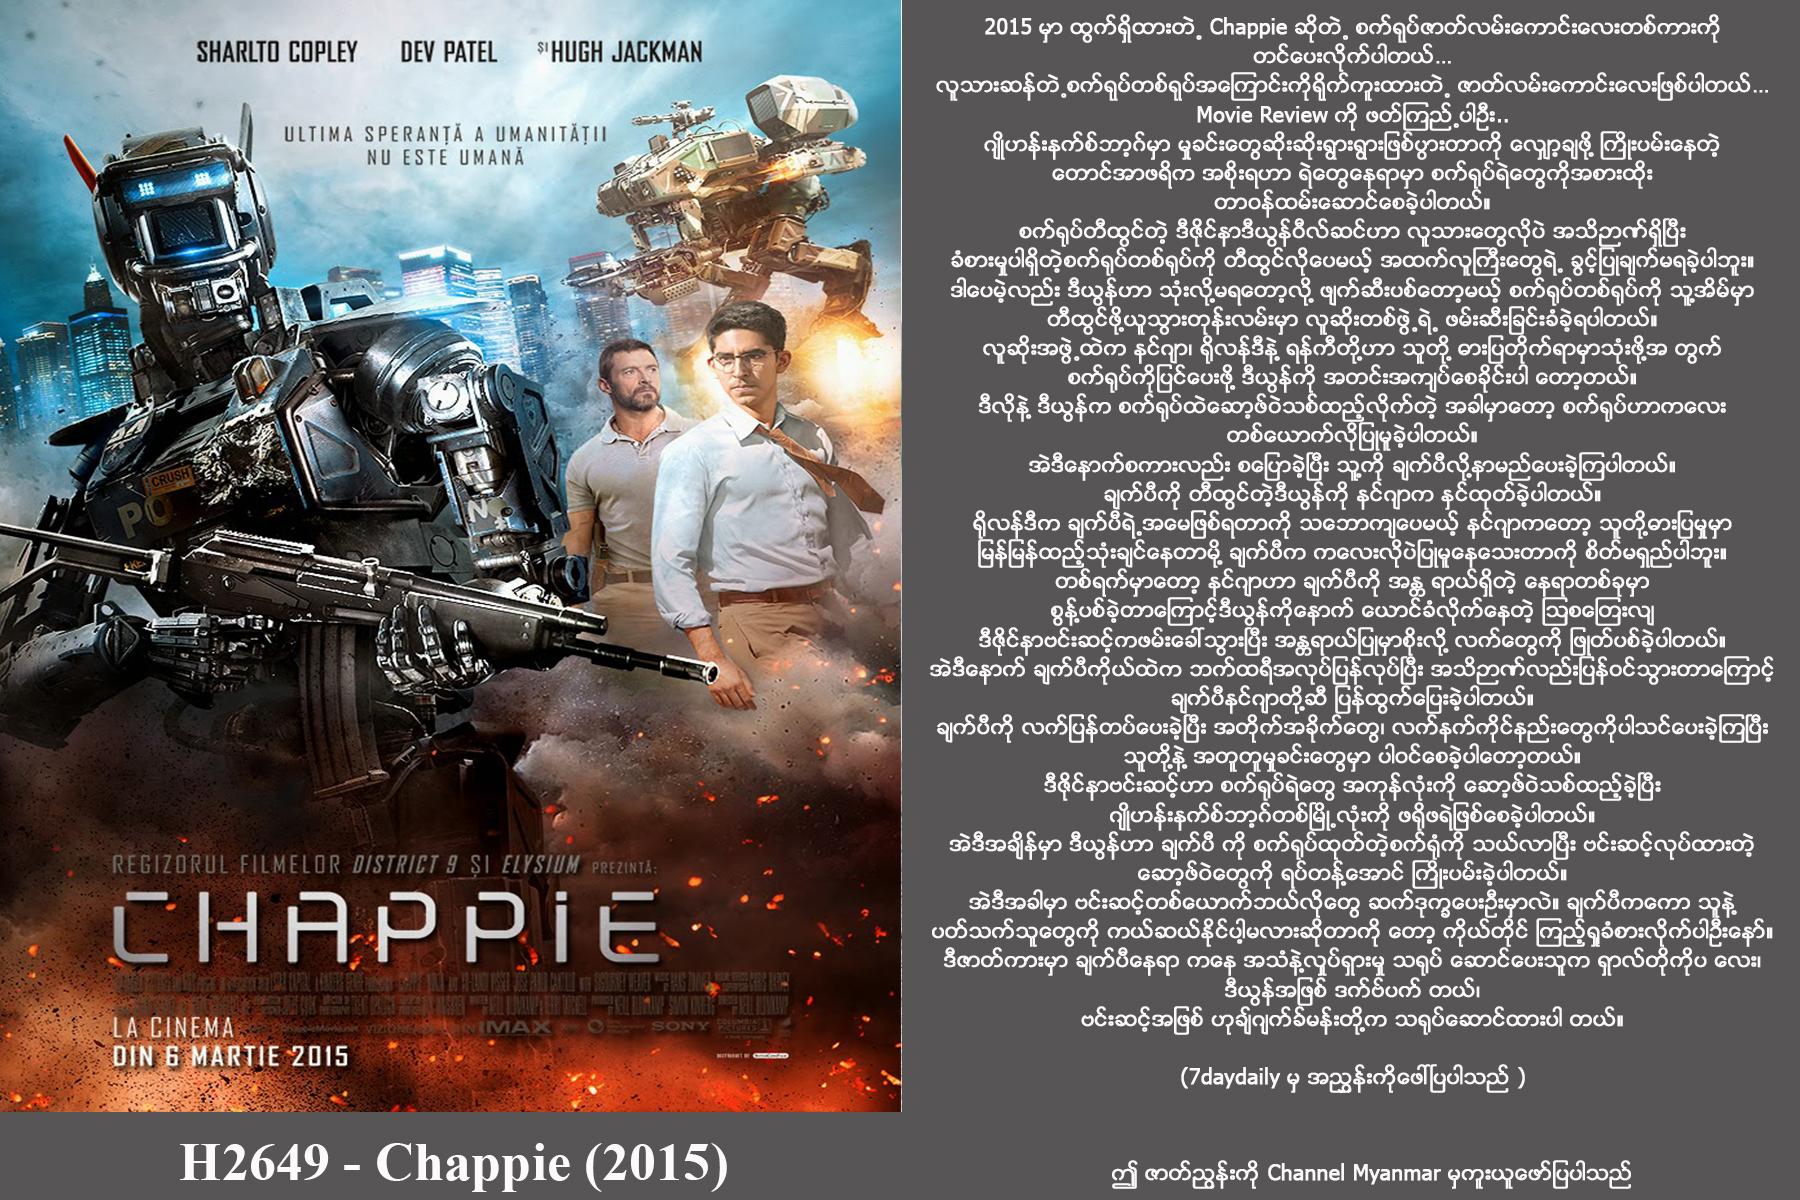 SHARLTO COPLEY DEV PATEL ȘI HUGH JACKMAN
ULTIMA SPERANȚĂ A UMANITĂȚII
NU ESTE UMANĂ
CRUSH
REGIZORUL FILMELOR DISTRICT 9 ȘI ELYSIUM PREZINTĂ:
CHAPPiE
IMAX
SONY
LA CINEMA
DIN 6 MARTIE 2015
H2649 - Chappie (2015)
2015 မှာ ထွက်ရှိထားတဲ့ Chappie ဆိုတဲ့ စက်ရုပ်ဇာတ်လမ်းကောင်းလေးတစ်ကားကို
တင်ပေးလိုက်ပါတယ်...
လူသားဆန်တဲ့စက်ရုပ်တစ်ရုပ်အကြောင်းကိုရိုက်ကူးထားတဲ့ ဇာတ်လမ်းကောင်းလေးဖြစ်ပါတယ်...
Movie Review ကို ဖတ်ကြည့်ပါဦး..
ဂျိုဟန်းနက်စ်ဘာ့ဂ်မှာ မှုခင်းတွေဆိုးဆိုးရွားရွားဖြစ်ပွားတာကို လျှော့ချဖို့ ကြိုးပမ်းနေတဲ့
တောင်အာဖရိက အစိုးရဟာ ရဲတွေနေရာမှာ စက်ရုပ်ရဲတွေကိုအစားထိုး
တာဝန်ထမ်းဆောင်စေခဲ့ပါတယ်။
စက်ရုပ်တီထွင်တဲ့ ဒီဇိုင်နာဒီယွန်ဝီလ်ဆင်ဟာ လူသားတွေလိုပဲ အသိဉာဏ်ရှိပြီး
ခံစားမှုပါရှိတဲ့စက်ရုပ်တစ်ရုပ်ကို တီထွင်လိုပေမယ့် အထက်လူကြီးတွေရဲ့ ခွင့်ပြုချက်မရခဲ့ပါဘူး။
ဒါပေမဲ့လည်း ဒီယွန်ဟာ သုံးလို့မရတော့လို့ ဖျက်ဆီးပစ်တော့မယ့် စက်ရုပ်တစ်ရုပ်ကို သူ့အိမ်မှာ
တီထွင်ဖို့ယူသွားတုန်းလမ်းမှာ လူဆိုးတစ်ဖွဲ့ရဲ့ ဖမ်းဆီးခြင်းခံခဲ့ရပါတယ်။
လူဆိုးအဖွဲ့ထဲက နင်ဂျာ၊ ရိုလန်ဒီနဲ့ ရန်ကီတို့ဟာ သူတို့ ဓားပြတိုက်ရာမှာသုံးဖို့အ တွက်
စက်ရုပ်ကိုပြင်ပေးဖို့ ဒီယွန်ကို အတင်းအကျပ်စေခိုင်းပါ တော့တယ်။
ဒီလိုနဲ့ ဒီယွန်က စက်ရုပ်ထဲဆော့ဖ်ဝဲသစ်ထည့်လိုက်တဲ့ အခါမှာတော့ စက်ရုပ်ဟာကလေး
တစ်ယောက်လိုပြုမူခဲ့ပါတယ်။
အဲဒီနောက်စကားလည်း စပြောခဲ့ပြီး သူ့ကို ချက်ပီလို့နာမည်ပေးခဲ့ကြပါတယ်။
ချက်ပီကို တီထွင်တဲ့ဒီယွန်ကို နင်ဂျာက နှင်ထုတ်ခဲ့ပါတယ်။
ရိုလန်ဒီက ချက်ပီရဲ့အမေဖြစ်ရတာကို သဘောကျပေမယ့် နင်ဂျာကတော့ သူတို့ဓားပြမှုမှာ
မြန်မြန်ထည့်သုံးချင်နေတာမို့ ချက်ပီက ကလေးလိုပဲပြုမူနေသေးတာကို စိတ်မရှည်ပါဘူး။
တစ်ရက်မှာတော့ နင်ဂျာဟာ ချက်ပီကို အန္တ ရာယ်ရှိတဲ့ နေရာတစ်ခုမှာ
စွန့်ပစ်ခဲ့တာကြောင့်ဒီယွန်ကိုနောက် ယောင်ခံလိုက်နေတဲ့ ဩစတြေးလျ
ဒီဇိုင်နာဗင်းဆင့်ကဖမ်းခေါ်သွားပြီး အန္တရာယ်ပြုမှာစိုးလို့ လက်တွေကို ဖြုတ်ပစ်ခဲ့ပါတယ်။
အဲဒီနောက် ချက်ပီကိုယ်ထဲက ဘက်ထရီအလုပ်ပြန်လုပ်ပြီး အသိဉာဏ်လည်းပြန်ဝင်သွားတာကြောင့်
ချက်ပီနင်ဂျာတို့ဆီ ပြန်ထွက်ပြေးခဲ့ပါတယ်။
ချက်ပီကို လက်ပြန်တပ်ပေးခဲ့ပြီး အတိုက်အခိုက်တွေ၊ လက်နက်ကိုင်နည်းတွေကိုပါသင်ပေးခဲ့ကြပြီး
သူတို့နဲ့ အတူတူမှုခင်းတွေမှာ ပါဝင်စေခဲ့ပါတော့တယ်။
ဒီဇိုင်နာဗင်းဆင့်ဟာ စက်ရုပ်ရဲတွေ အကုန်လုံးကို ဆော့ဖ်ဝဲသစ်ထည့်ခဲ့ပြီး
ဂျိုဟန်းနက်စ်ဘာ့ဂ်တစ်မြို့လုံးကို ဖရိုဖရဲဖြစ်စေခဲ့ပါတယ်။
အဲဒီအချိန်မှာ ဒီယွန်ဟာ ချက်ပီ ကို စက်ရုပ်ထုတ်တဲ့စက်ရုံကို သယ်လာပြီး ဗင်းဆင့်လုပ်ထားတဲ့
ဆော့ဖ်ဝဲတွေကို ရပ်တန့်အောင် ကြိုးပမ်းခဲ့ပါတယ်။
အဲဒီအခါမှာ ဗင်းဆင့်တစ်ယောက်ဘယ်လိုတွေ ဆက်ဒုက္ခပေးဦးမှာလဲ။ ချက်ပီကကော သူနဲ့
ပတ်သက်သူတွေကို ကယ်ဆယ်နိုင်ပါ့မလားဆိုတာကို တော့ ကိုယ်တိုင် ကြည့်ရှုခံစားလိုက်ပါဦးနော်။
ဒီဇာတ်ကားမှာ ချက်ပီနေရာ ကနေ အသံနဲ့လှုပ်ရှားမှု သရုပ် ဆောင်ပေးသူက ရှာလ်တိုကိုပ လေး၊
ဒီယွန်အဖြစ် ဒက်ဗ်ပက် တယ်၊
ဗင်းဆင့်အဖြစ် ဟုချ်ဂျက်ခ်မန်းတို့က သရုပ်ဆောင်ထားပါ တယ်။
(7daydaily မှ အညွှန်းကိုဖေါ်ပြပါသည် )
ဤ ဇာတ်ညွှန်းကို Channel Myanmar မှကူးယူဖော်ပြပါသည်